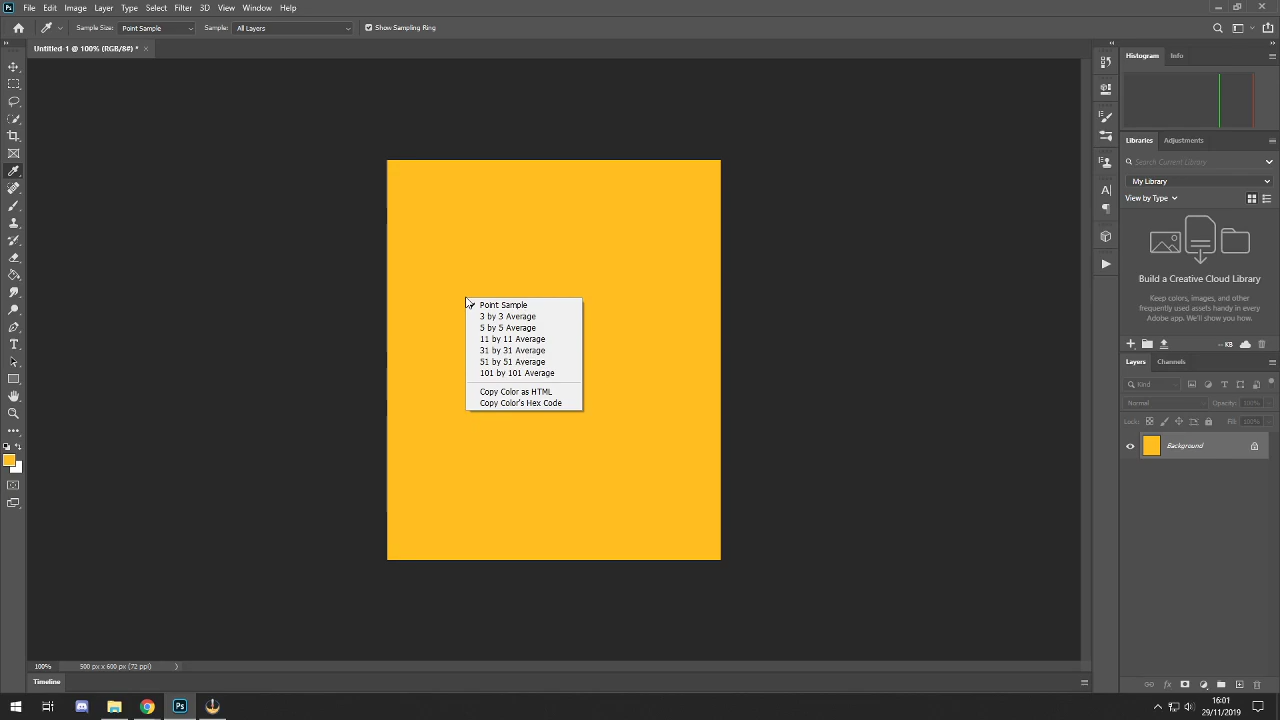 Ps File Edit Image Layer Type Select Filter 3D View Window Help
Sample Size: Point Sample Sample: All Layers Show Sampling Ring
Untitled-1 @ 100% (RGB/8#) * ×
Histogram Info
Libraries Adjustments
Search Current Library
My Library
View by Type
Build a Creative Cloud Library
Keep colors, images, and other
frequently used assets handy in every
Adobe app. We'll show you how.
-- KB
Layers Channels
Kind
Normal Opacity: 100%
Lock: Fill: 100%
Background
Point Sample
3 by 3 Average
5 by 5 Average
11 by 11 Average
31 by 31 Average
51 by 51 Average
101 by 101 Average
Copy Color as HTML
Copy Color's Hex Code
100% 500 px x 600 px (72 ppi)
Timeline
Ps
16:01
29/11/2019